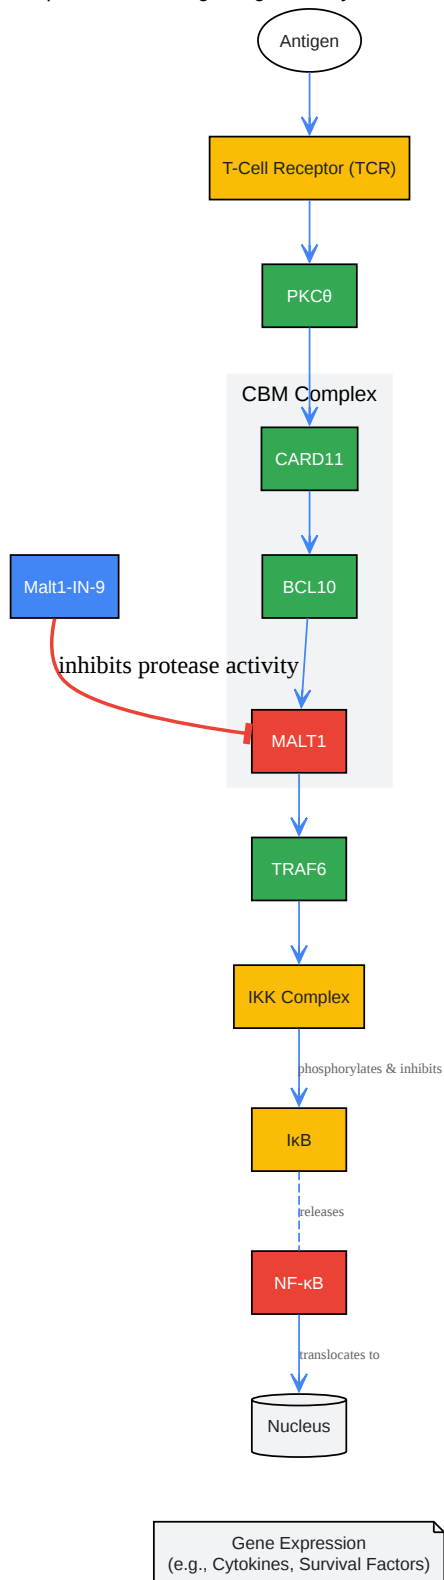 Antigen
T-Cell Receptor (TCR)
PKCθ
CBM Complex
CARD11
Malt1-IN-9
BCL10
inhibits protease activity
MALT1
TRAF6
IKK Complex
phosphorylates & inhibits
IκB
releases
NF-κB
translocates to
Nucleus
Gene Expression
(e.g., Cytokines, Survival Factors)